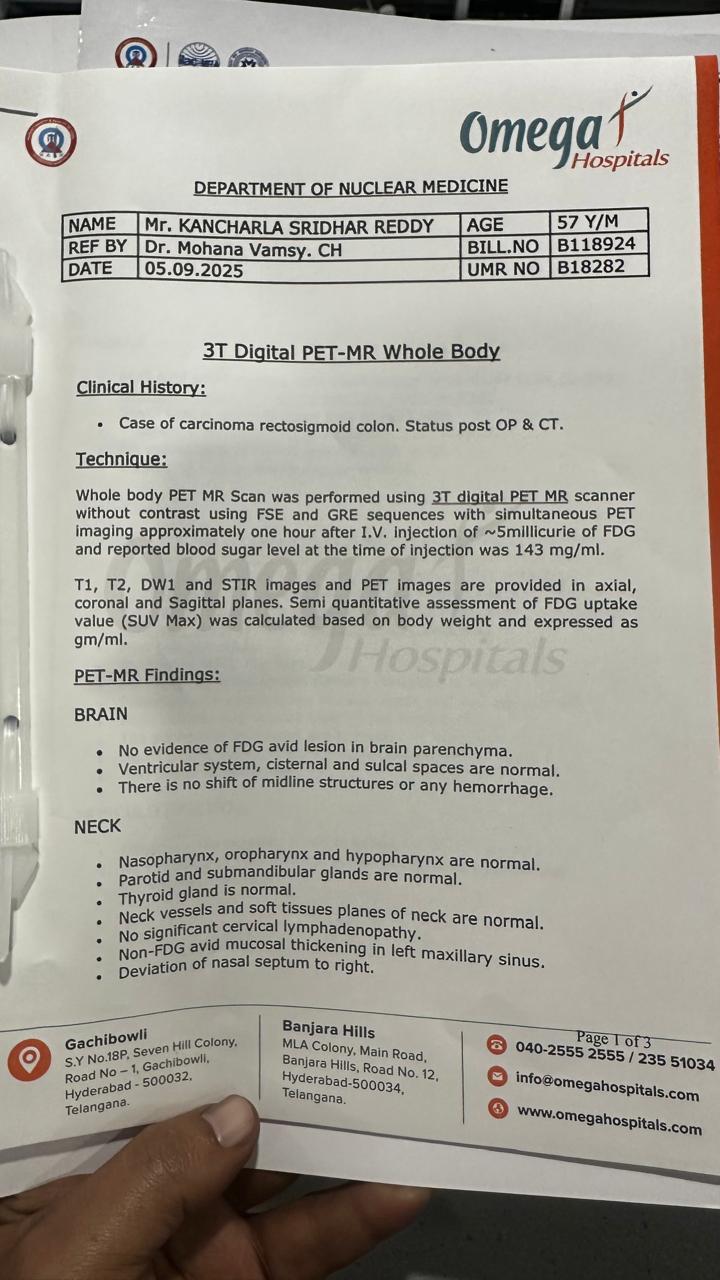 Omega
Hospitals
DEPARTMENT OF NUCLEAR MEDICINE
NAME Mr. KANCHARLA SRIDHAR REDDY AGE 57 Y/M
REF BY Dr. Mohana Vamsy. CH BILL.NO B118924
DATE 05.09.2025 UMR NO B18282
3T Digital PET-MR Whole Body
Clinical History:
• Case of carcinoma rectosigmoid colon. Status post OP & CT.
Technique:
Whole body PET MR Scan was performed using 3T digital PET MR scanner
without contrast using FSE and GRE sequences with simultaneous PET
imaging approximately one hour after I.V. injection of ~5millicurie of FDG
and reported blood sugar level at the time of injection was 143 mg/ml.
T1, T2, DW1 and STIR images and PET images are provided in axial,
coronal and Sagittal planes. Semi quantitative assessment of FDG uptake
value (SUV Max) was calculated based on body weight and expressed as
gm/ml.
Omega
Hospitals
PET-MR Findings:
BRAIN
• No evidence of FDG avid lesion in brain parenchyma.
• Ventricular system, cisternal and sulcal spaces are normal.
• There is no shift of midline structures or any hemorrhage.
NECK
• Nasopharynx, oropharynx and hypopharynx are normal.
• Parotid and submandibular glands are normal.
• Thyroid gland is normal.
• Neck vessels and soft tissues planes of neck are normal.
• No significant cervical lymphadenopathy.
• Non-FDG avid mucosal thickening in left maxillary sinus.
• Deviation of nasal septum to right.
Page 1 of 3
Gachibowli
S.Y No.18P, Seven Hill Colony,
Road No – 1, Gachibowli,
Hyderabad - 500032,
Telangana.
Banjara Hills
MLA Colony, Main Road,
Banjara Hills, Road No. 12,
Hyderabad-500034,
Telangana.
040-2555 2555 / 235 51034
info@omegahospitals.com
www.omegahospitals.com